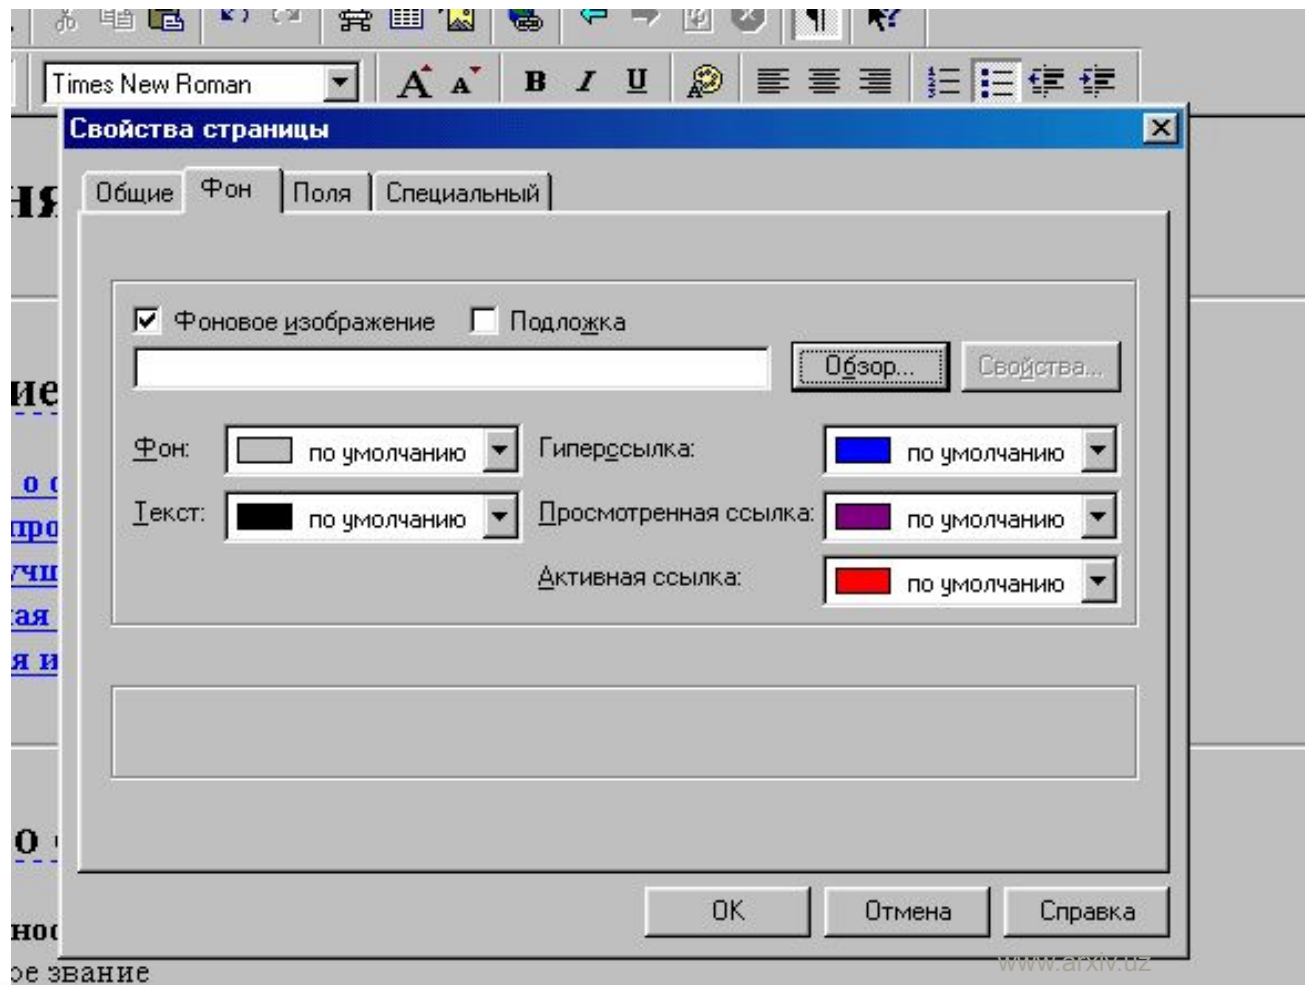 Times New Roman
Свойства страницы
Общие Фон Поля Специальный
Фоновое изображение Подложка
Обзор... Свойства...
Фон: по умолчанию Гиперссылка: по умолчанию
Текст: по умолчанию Просмотренная ссылка: по умолчанию
Активная ссылка: по умолчанию
OK Отмена Справка
звание
www.arxiv.uz